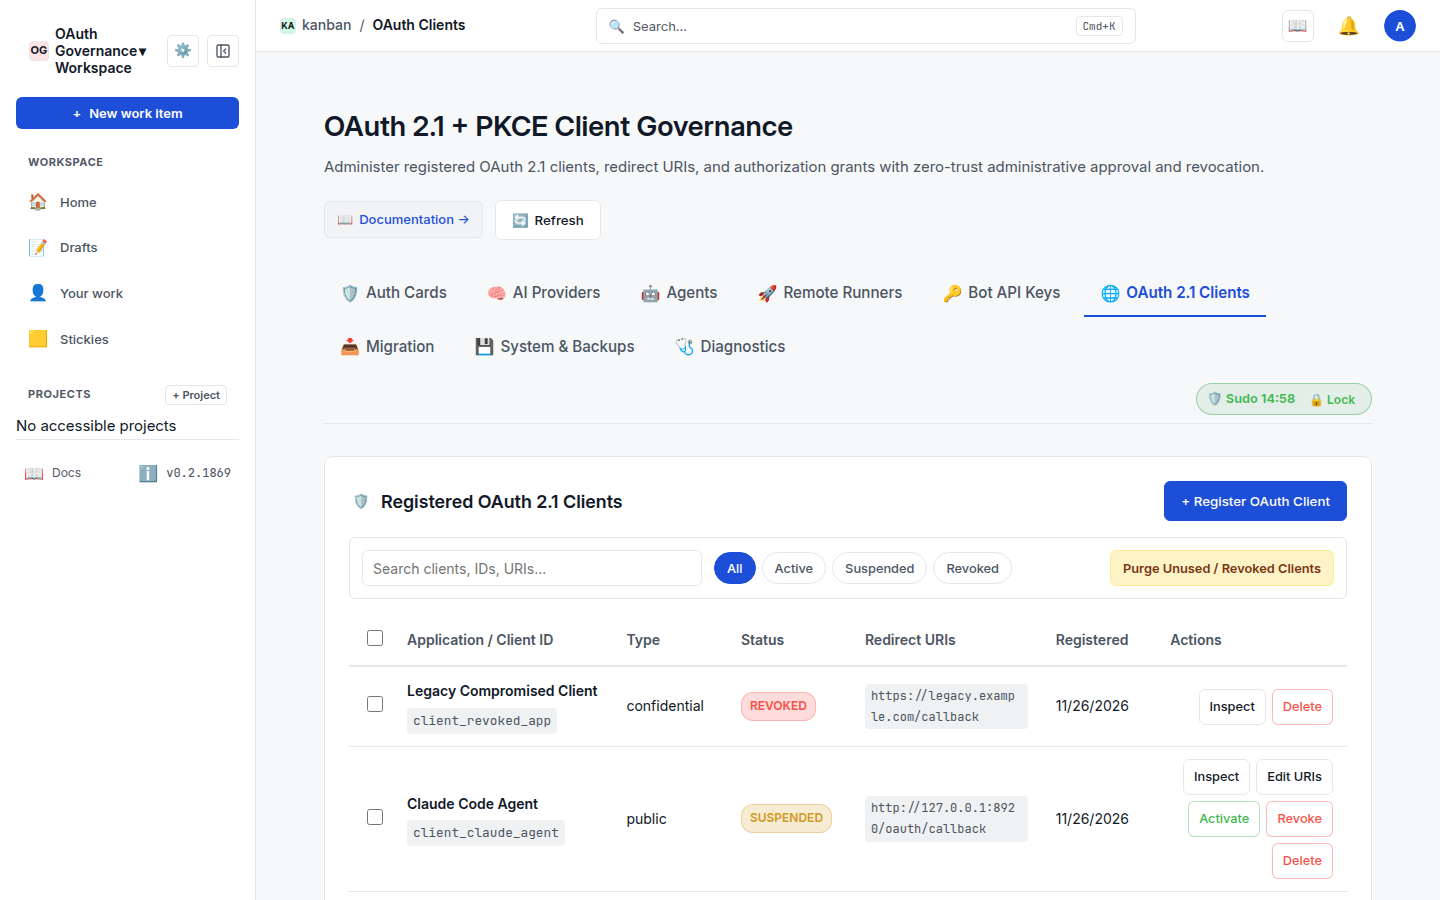 OG OAuth Governance Workspace ▾
+ New work item
WORKSPACE
Home
Drafts
Your work
Stickies
PROJECTS + Project
No accessible projects
Docs v0.2.1869
KA kanban / OAuth Clients
Search... Cmd+K
A
OAuth 2.1 + PKCE Client Governance
Administer registered OAuth 2.1 clients, redirect URIs, and authorization grants with zero-trust administrative approval and revocation.
Documentation → Refresh
Auth Cards AI Providers Agents Remote Runners Bot API Keys OAuth 2.1 Clients
Migration System & Backups Diagnostics
Sudo 14:58 Lock
Registered OAuth 2.1 Clients + Register OAuth Client
Search clients, IDs, URIs... All Active Suspended Revoked Purge Unused / Revoked Clients
Application / Client ID Type Status Redirect URIs Registered Actions
Legacy Compromised Client
client_revoked_app confidential REVOKED https://legacy.example.com/callback 11/26/2026 Inspect Delete
Claude Code Agent
client_claude_agent public SUSPENDED http://127.0.0.1:8920/oauth/callback 11/26/2026 Inspect Edit URIs
Activate Revoke
Delete